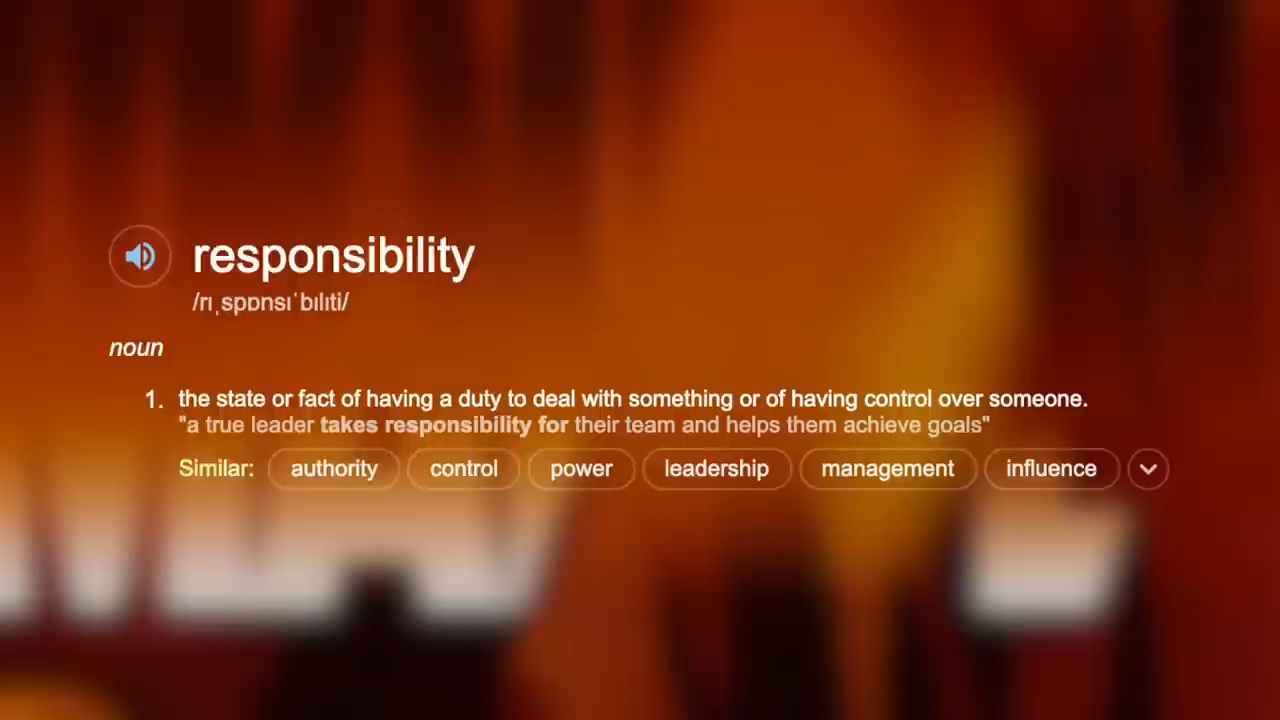 responsibility
/rɪˌspɒnsɪˈbɪlɪti/
noun
1. the state or fact of having a duty to deal with something or of having control over someone.
"a true leader takes responsibility for their team and helps them achieve goals"
Similar: authority control power leadership management influence